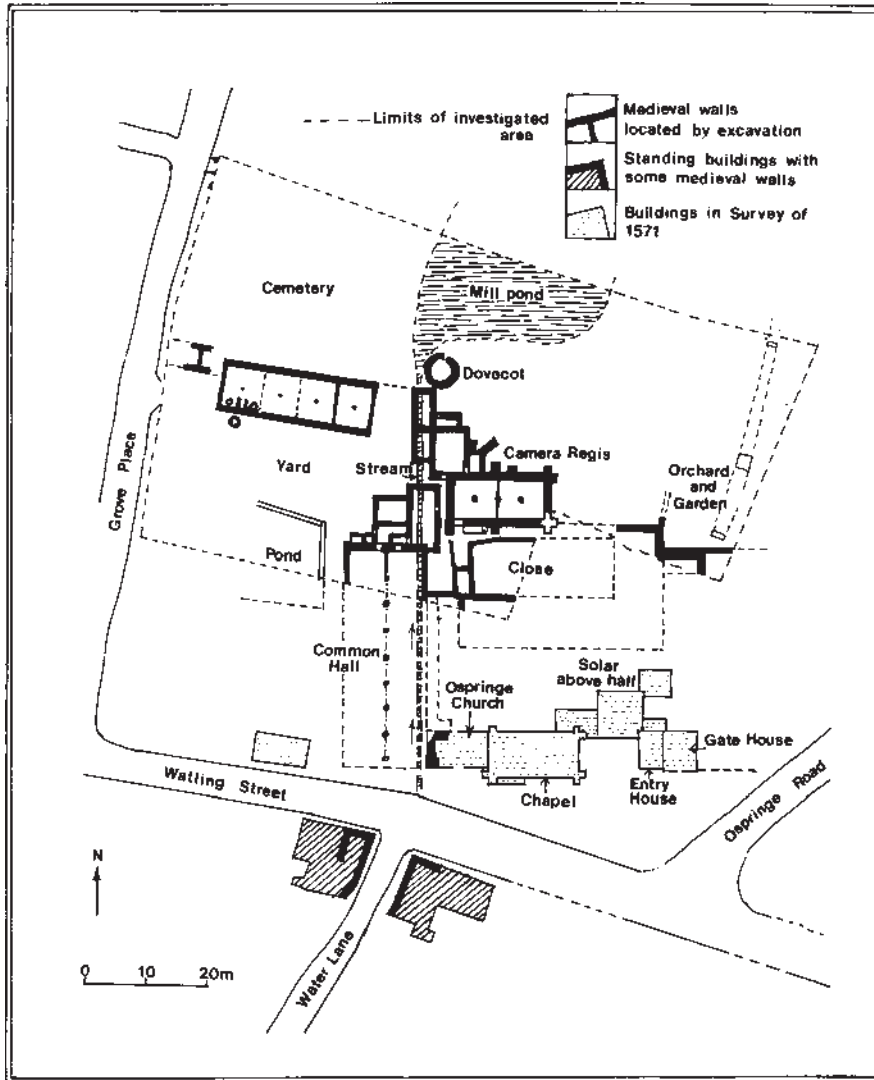 Limits of investigated
area
Medieval walls
located by excavation
Standing buildings with
some medieval walls
Buildings in Survey of
1571
Cemetery
Mill pond
Dovecot
Grove Place
Yard
Stream
Camera Regis
Orchard
and
Garden
Pond
Close
Common
Hall
Ospringe
Church
Solar
above hall
Gate House
Entry
House
Chapel
Watling Street
Ospringe Road
Water Lane
N
0 10 20m